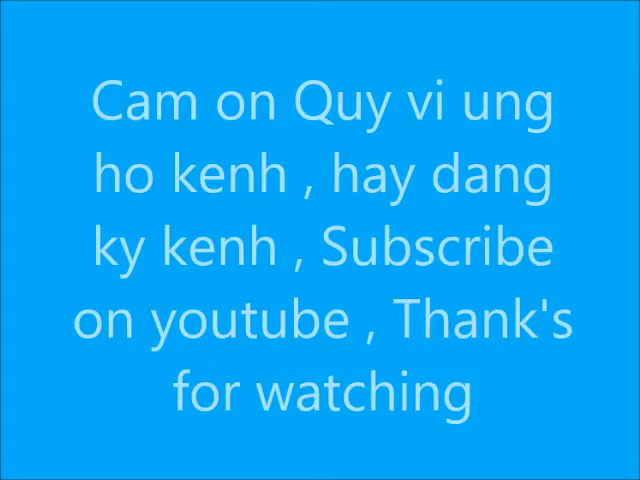 Cam on Quy vi ung
ho kenh , hay dang
ky kenh , Subscribe
on youtube , Thank's
for watching